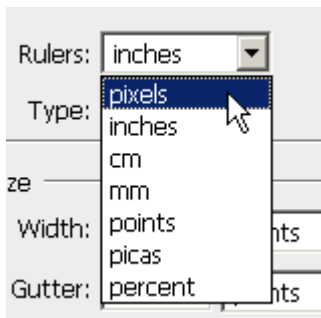 Rulers: inches
pixels
Type:
inches
cm
mm
Width: points
picas
Gutter: percent